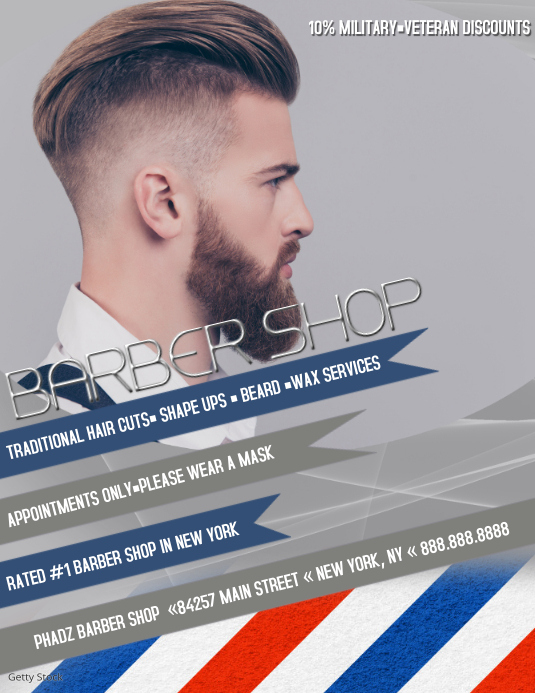 10% MILITARY▪VETERAN DISCOUNTS
BARBER SHOP
TRADITIONAL HAIR CUTS▪ SHAPE UPS ▪ BEARD ▪WAX SERVICES
APPOINTMENTS ONLY▪PLEASE WEAR A MASK
RATED #1 BARBER SHOP IN NEW YORK
PHADZ BARBER SHOP «84257 MAIN STREET « NEW YORK, NY « 888.888.8888
Getty Stock